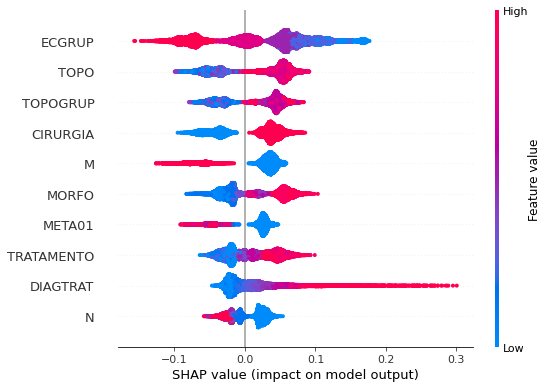 High
ECGRUP
TOPO
TOPOGRUP
CIRURGIA
M
MORFO
META01
TRATAMENTO
DIAGTRAT
N
Feature value
Low
−0.1 0.0 0.1 0.2 0.3
SHAP value (impact on model output)